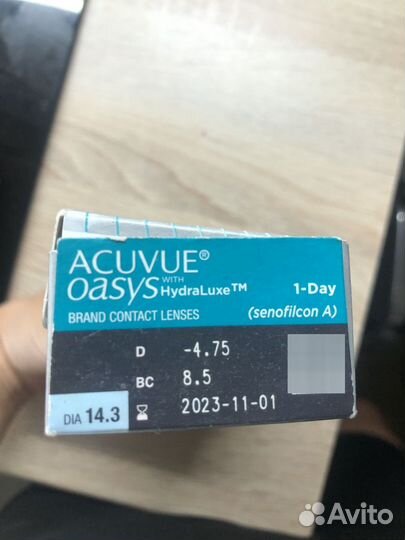 ACUVUE®
oasys WITH HydraLuxe™ 1-Day
BRAND CONTACT LENSES (senofilcon A)
D -4.75
BC 8.5
DIA 14.3 2023-11-01
Avito